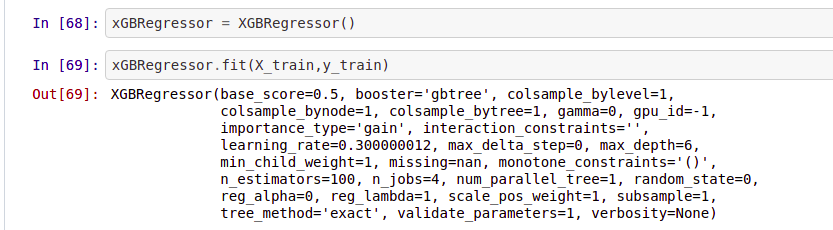 In [68]: xGBRegressor = XGBRegressor()
In [69]: xGBRegressor.fit(X_train,y_train)
Out[69]: XGBRegressor(base_score=0.5, booster='gbtree', colsample_bylevel=1,
colsample_bynode=1, colsample_bytree=1, gamma=0, gpu_id=-1,
importance_type='gain', interaction_constraints='',
learning_rate=0.300000012, max_delta_step=0, max_depth=6,
min_child_weight=1, missing=nan, monotone_constraints='()',
n_estimators=100, n_jobs=4, num_parallel_tree=1, random_state=0,
reg_alpha=0, reg_lambda=1, scale_pos_weight=1, subsample=1,
tree_method='exact', validate_parameters=1, verbosity=None)